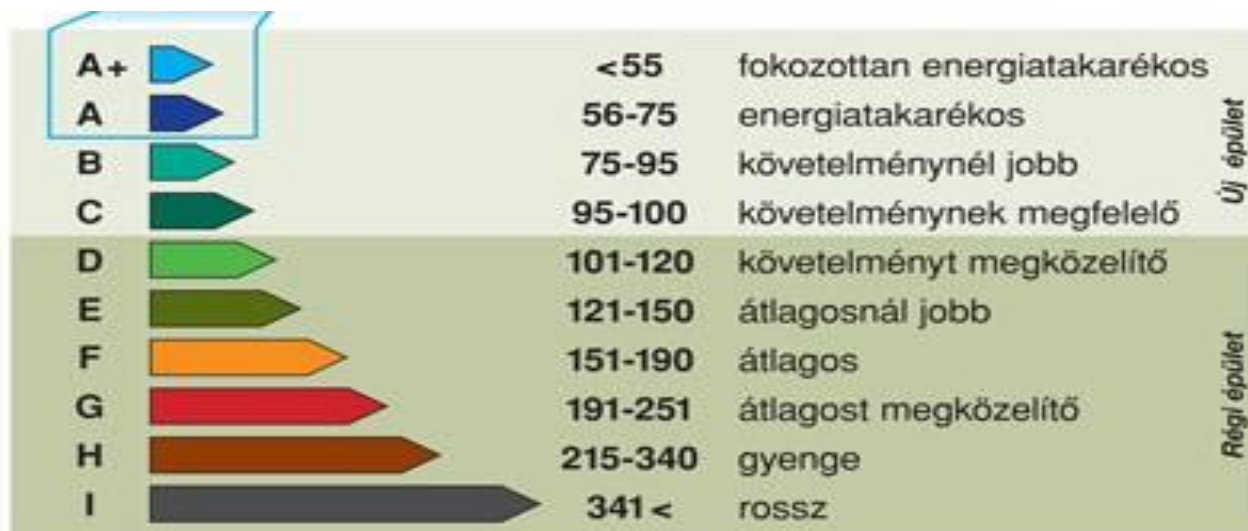 A+ <55 fokozottan energiatakarékos
A 56-75 energiatakarékos
B 75-95 követelménynél jobb
C 95-100 követelménynek megfelelő
Új épület
D 101-120 követelményt megközelítő
E 121-150 átlagosnál jobb
F 151-190 átlagos
G 191-251 átlagost megközelítő
H 215-340 gyenge
I 341< rossz
Régi épület